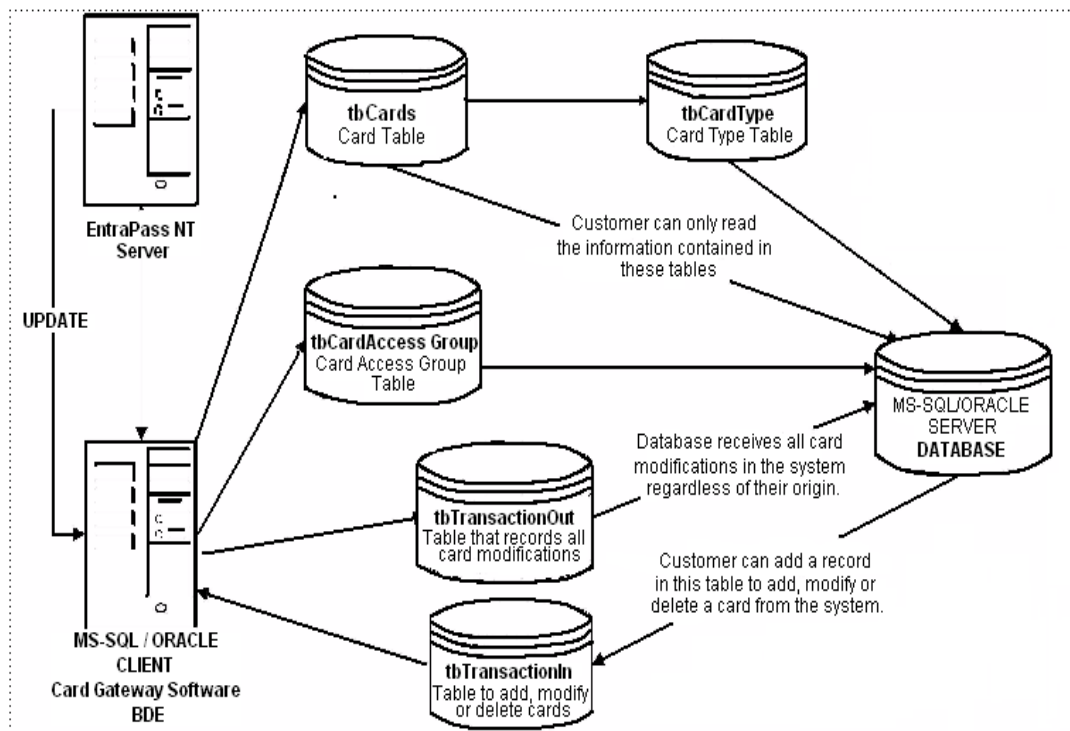 tbCards
Card Table
tbCardType
Card Type Table
EntraPass NT
Server
Customer can only read
the information contained in
these tables
UPDATE
tbCardAccess Group
Card Access Group
Table
MS-SQL/ORACLE
SERVER
DATABASE
Database receives all card
modifications in the system
regardless of their origin.
tbTransactionOut
Table that records all
card modifications
Customer can add a record
in this table to add, modify or
delete a card from the system.
MS-SQL / ORACLE
CLIENT
Card Gateway Software
BDE
tbTransactionIn
Table to add, modify
or delete cards